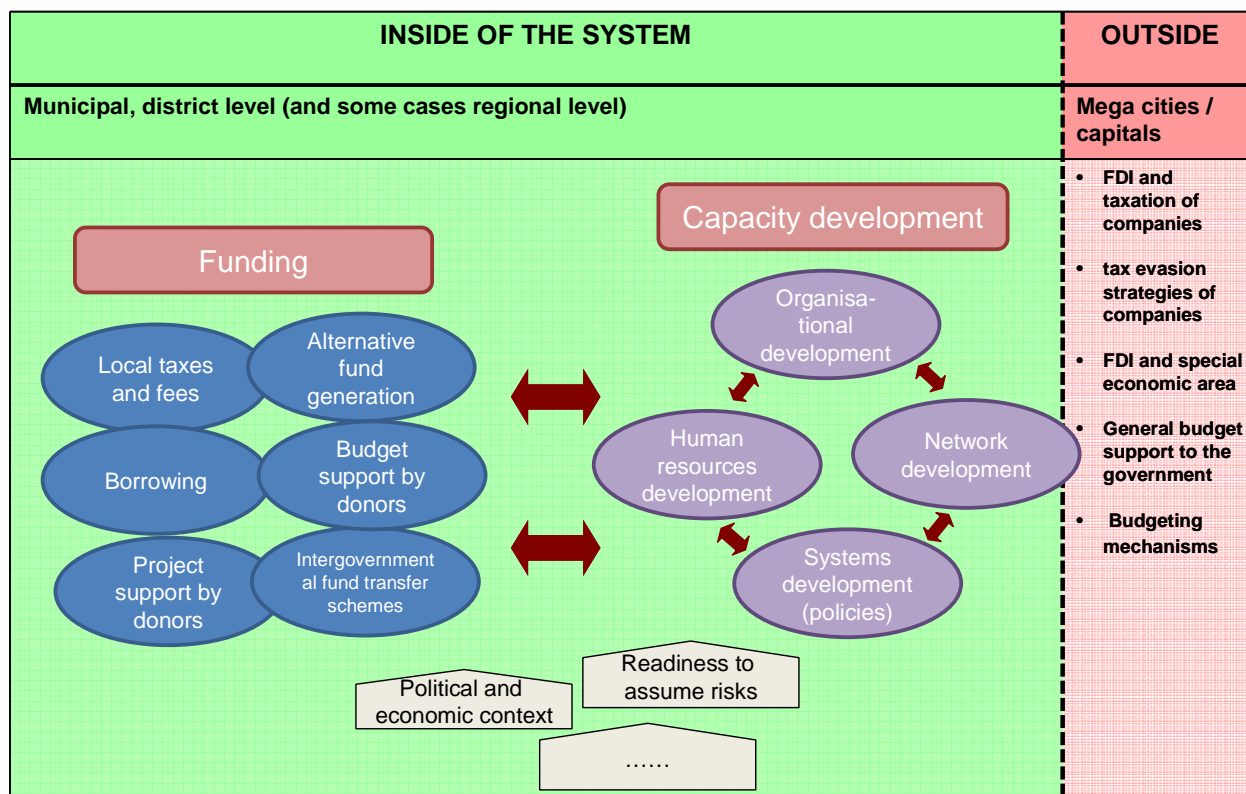 INSIDE OF THE SYSTEM
OUTSIDE
Municipal, district level (and some cases regional level)
Mega cities /
capitals
Funding
Local taxes
and fees
Alternative
fund
generation
Borrowing
Budget
support by
donors
Project
support by
donors
Intergovernment
al fund transfer
schemes
Capacity development
Organisa-
tional
development
Human
resources
development
Network
development
Systems
development
(policies)
Political and
economic context
Readiness to
assume risks
......
• FDI and
taxation of
companies
• tax evasion
strategies of
companies
• FDI and special
economic area
• General budget
support to the
government
• Budgeting
mechanisms